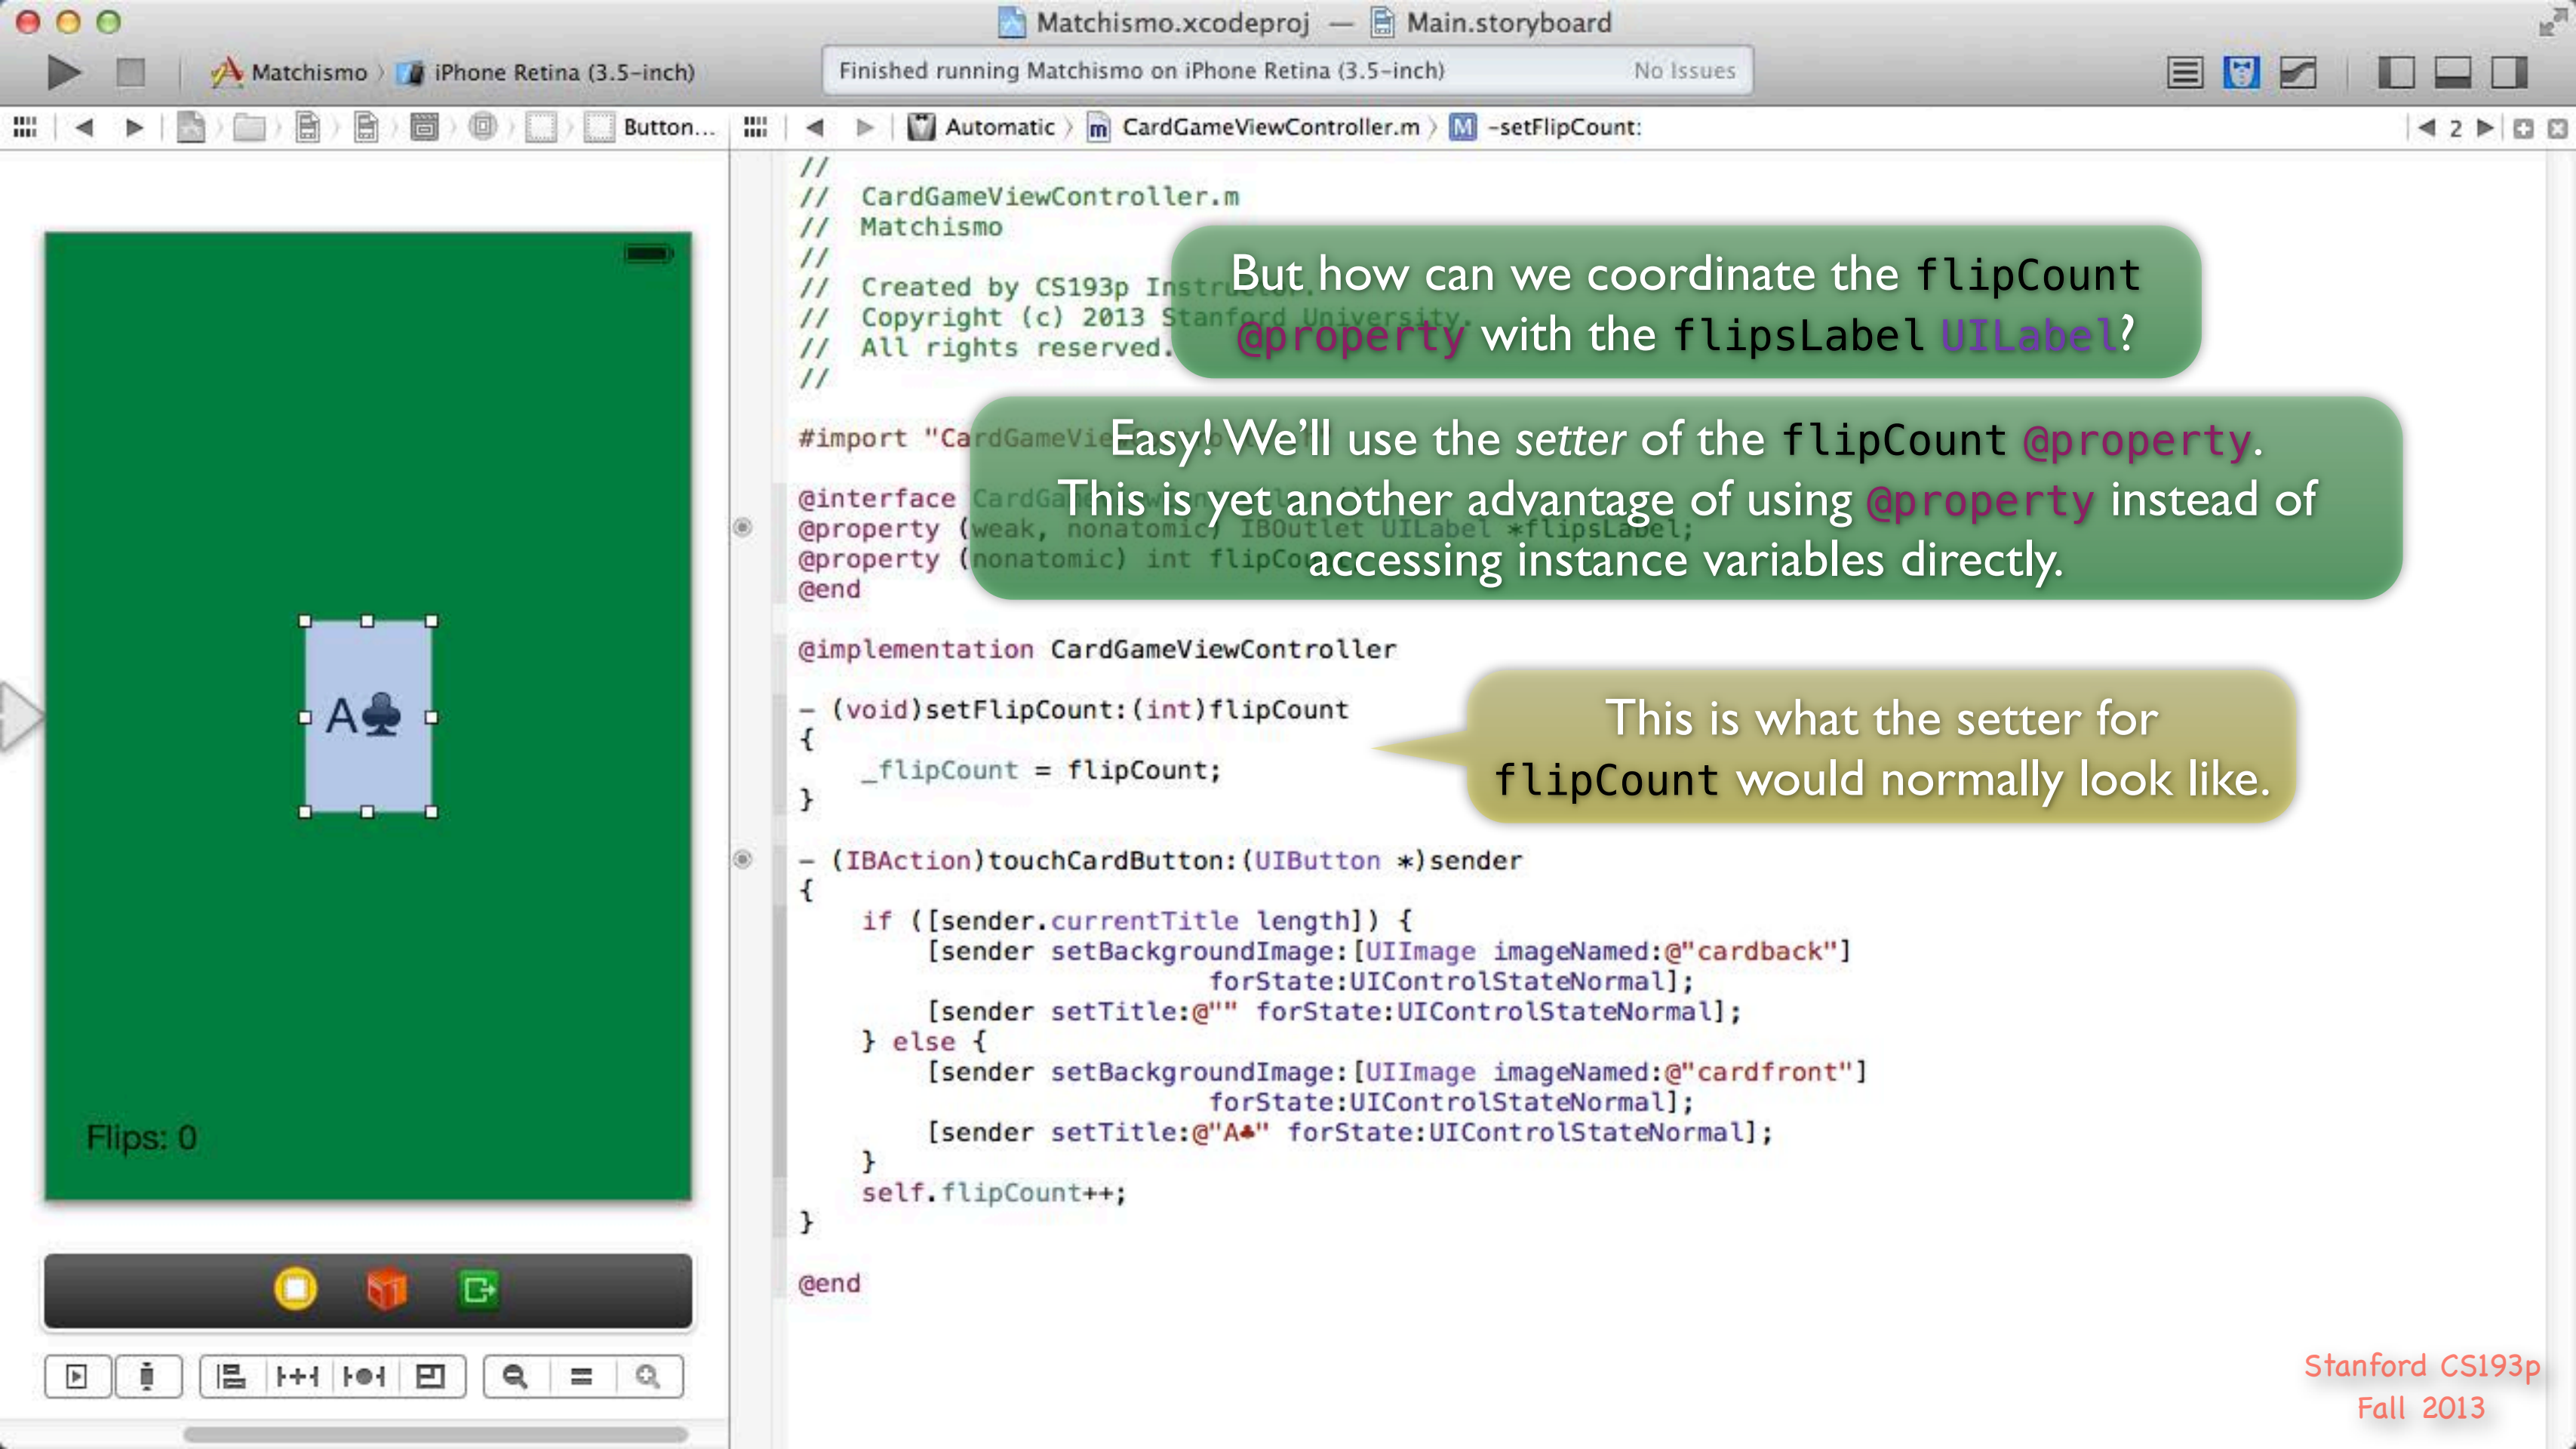 Matchismo.xcodeproj — Main.storyboard
Matchismo iPhone Retina (3.5-inch)
Finished running Matchismo on iPhone Retina (3.5-inch) No Issues
Button...
Automatic CardGameViewController.m M -setFlipCount:
2
//
// CardGameViewController.m
// Matchismo
//
// Created by CS193p Instructor.
// Copyright (c) 2013 Stanford University.
// All rights reserved.
//
But how can we coordinate the flipCount
@property with the flipsLabel UILabel?
#import "CardGameVie
@interface CardGameView
@property (weak, nonatomic) IBOutlet UILabel *flipsLabel;
@property (nonatomic) int flipCou
@end
Easy! We'll use the setter of the flipCount @property.
This is yet another advantage of using @property instead of
accessing instance variables directly.
@implementation CardGameViewController
- (void)setFlipCount:(int)flipCount
{
_flipCount = flipCount;
}
This is what the setter for
flipCount would normally look like.
- (IBAction)touchCardButton:(UIButton *)sender
{
if ([sender.currentTitle length]) {
[sender setBackgroundImage:[UIImage imageNamed:@"cardback"]
forState:UIControlStateNormal];
[sender setTitle:@"" forState:UIControlStateNormal];
} else {
[sender setBackgroundImage:[UIImage imageNamed:@"cardfront"]
forState:UIControlStateNormal];
[sender setTitle:@"A♣" forState:UIControlStateNormal];
}
self.flipCount++;
}
@end
A♣
Flips: 0
Stanford CS193p
Fall 2013